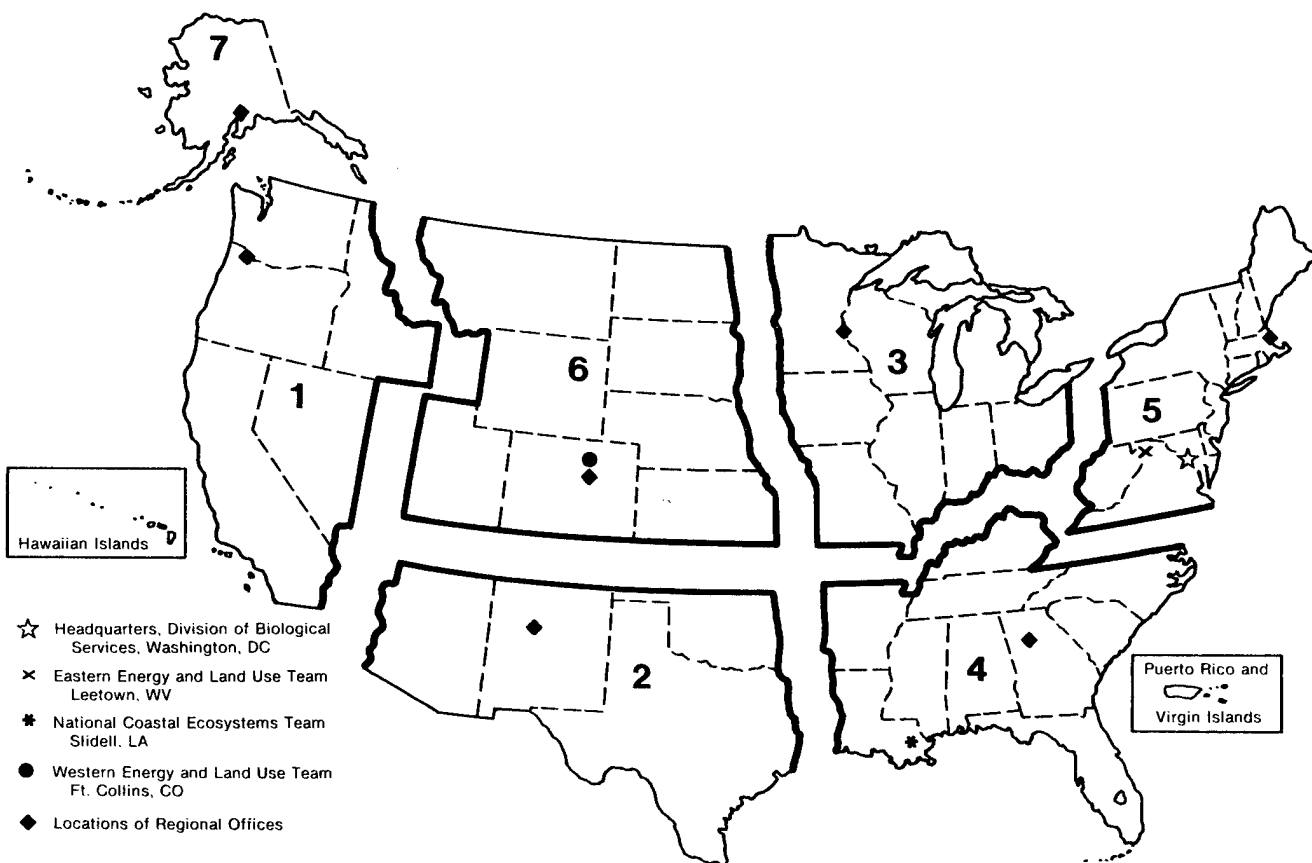 7
3
6
1
5
Hawaiian Islands
2
4
Puerto Rico and
Virgin Islands
Headquarters, Division of Biological
Services, Washington, DC
Eastern Energy and Land Use Team
Leetown, WV
National Coastal Ecosystems Team
Slidell, LA
Western Energy and Land Use Team
Ft. Collins, CO
Locations of Regional Offices